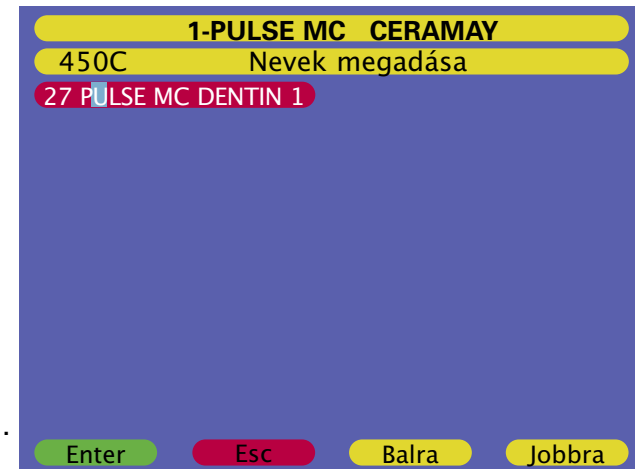 1-PULSE MC CERAMAY
450C Nevek megadása
27 PULSE MC DENTIN 1
.
Enter Esc Balra Jobbra